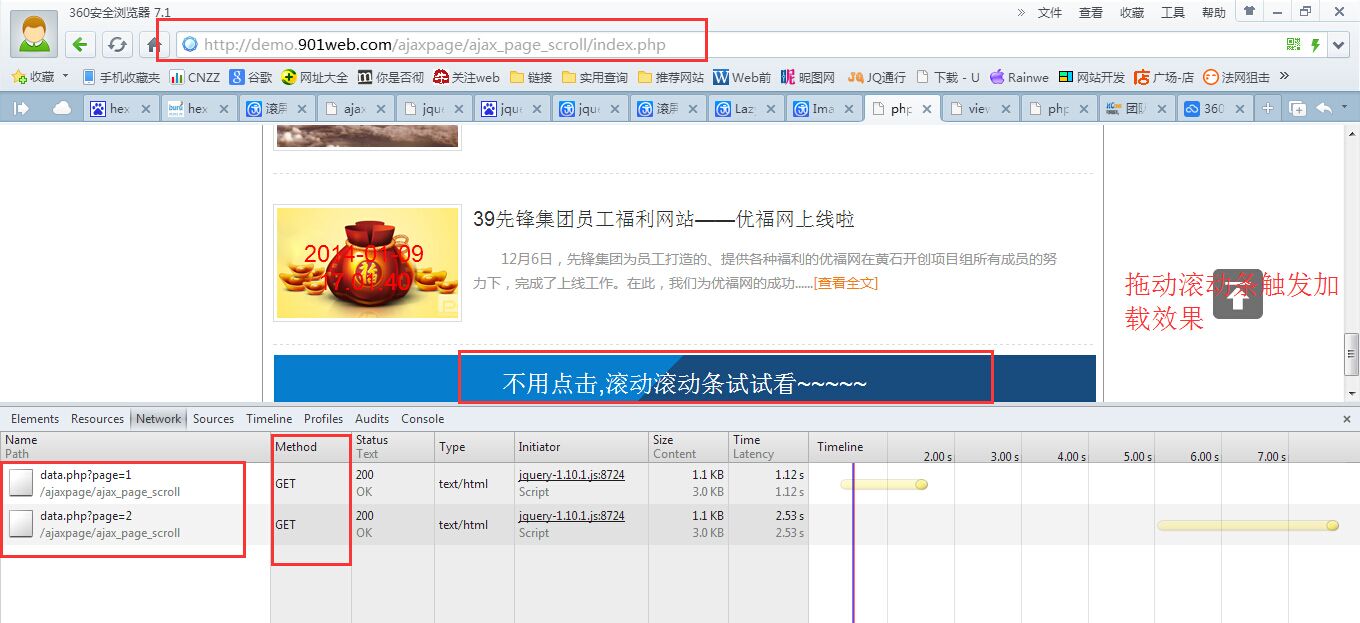 360安全浏览器 7.1
» 文件 查看 收藏 工具 帮助
http://demo.901web.com/ajaxpage/ajax_page_scroll/index.php
收藏 手机收藏夹 CNZZ 谷歌 网址大全 你是否彻 关注web 链接 实用查询 推荐网站 Web前 昵图网 JQ通行 下载 - U Rainwe 网站开发 广场-店 法网狙击 »
hex hex 滚屏 ajax jque jque jque 滚屏 Laz Ima php view php 团队 360
39先锋集团员工福利网站——优福网上线啦
2014-01-09
17:01:40
12月6日，先锋集团为员工打造的、提供各种福利的优福网在黄石开创项目组所有成员的努
力下，完成了上线工作。在此，我们为优福网的成功......[查看全文]
拖动滚动条触发加
载效果
不用点击,滚动滚动条试试看~~~~~
Elements Resources Network Sources Timeline Profiles Audits Console
Name Method Status Type Initiator Size Time Timeline
Path Text Content Latency 2.00 s 3.00 s 4.00 s 5.00 s 6.00 s 7.00 s
data.php?page=1 GET 200 text/html jquery-1.10.1.js:8724 1.1 KB 1.12 s
/ajaxpage/ajax_page_scroll OK Script 3.0 KB 1.12 s
data.php?page=2 GET 200 text/html jquery-1.10.1.js:8724 1.1 KB 2.53 s
/ajaxpage/ajax_page_scroll OK Script 3.0 KB 2.53 s